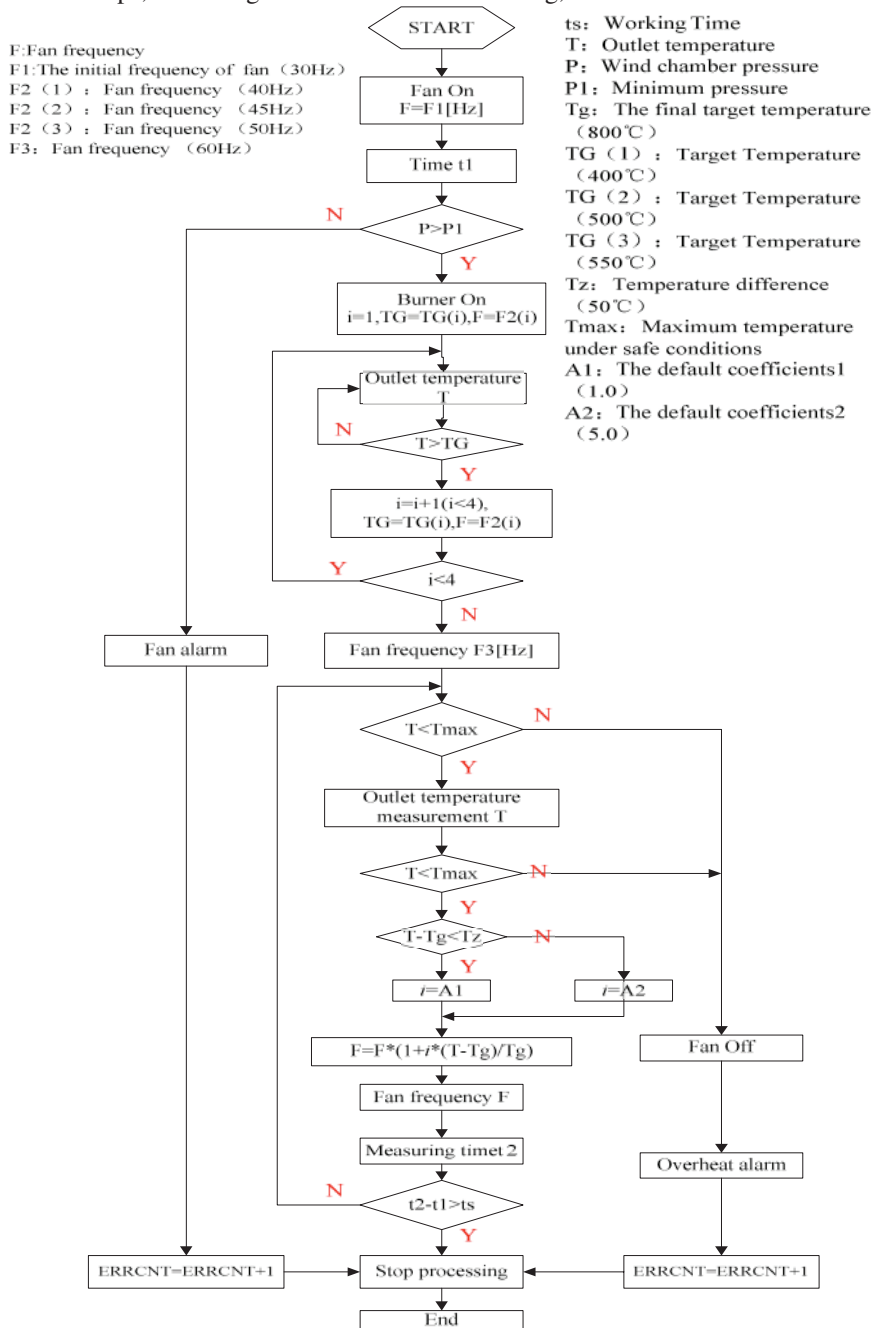 START
F:Fan frequency
F1:The initial frequency of fan（30Hz）
F2（1）：Fan frequency （40Hz）
F2（2）：Fan frequency （45Hz）
F2（3）：Fan frequency （50Hz）
F3：Fan frequency （60Hz）
ts：Working Time
T：Outlet temperature
P：Wind chamber pressure
P1：Minimum pressure
Tg：The final target temperature
（800℃）
TG（1）：Target Temperature
（400℃）
TG（2）：Target Temperature
（500℃）
TG（3）：Target Temperature
（550℃）
Tz：Temperature difference
（50℃）
Tmax：Maximum temperature
under safe conditions
A1：The default coefficients1
（1.0）
A2：The default coefficients2
（5.0）
Fan On
F=F1[Hz]
Time t1
N
P>P1
Y
Burner On
i=1,TG=TG(i),F=F2(i)
Outlet temperature
T
N
T>TG
Y
i=i+1(i<4),
TG=TG(i),F=F2(i)
Y
i<4
N
Fan alarm
Fan frequency F3[Hz]
T<Tmax
N
Y
Outlet temperature
measurement T
T<Tmax
N
Y
T-Tg<Tz
N
Y
i=A1
i=A2
F=F*(1+i*(T-Tg)/Tg)
Fan Off
Fan frequency F
Measuring timet 2
Overheat alarm
N
t2-t1>ts
Y
ERRCNT=ERRCNT+1
Stop processing
ERRCNT=ERRCNT+1
End